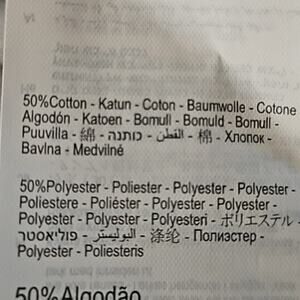 50%Cotton - Katun - Coton - Baumwolle - Cotone
Algodón - Katoen - Bomull - Bomuld - Bomull -
Puuvilla - 綿 - כותנה - القطن - 棉 - Хлопок -
Bavlna - Medvilné
50%Polyester - Poliester - Polyester - Polyester -
Poliestere - Poliéster - Polyester - Polyester -
Polyester - Polyester - Polyesteri - ポリエステル -
פוליאסטר - البوليستر - 涤纶 - Полиэстер -
Polyester - Poliesteris
50%Algodão